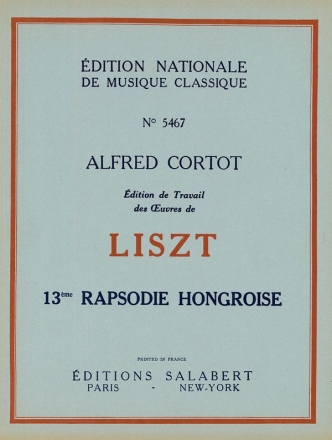 ÉDITION NATIONALE
DE MUSIQUE CLASSIQUE
Nº 5467
ALFRED CORTOT
Édition de Travail
des Œuvres de
LISZT
13ème RAPSODIE HONGROISE
PRINTED IN FRANCE
ÉDITIONS SALABERT
PARIS - NEW-YORK